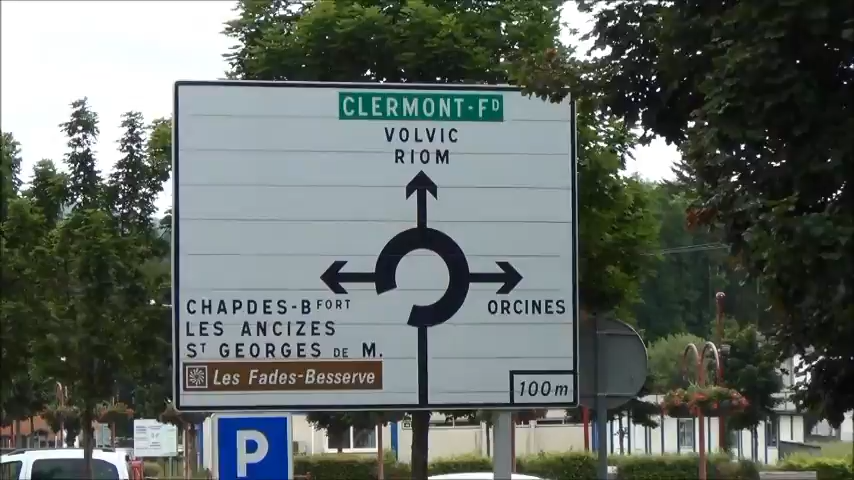 CLERMONT-FD
VOLVIC
RIOM
CHAPDES-BFORT
LES ANCIZES
ST GEORGES DE M.
Les Fades-Besserve
ORCINES
100m
P